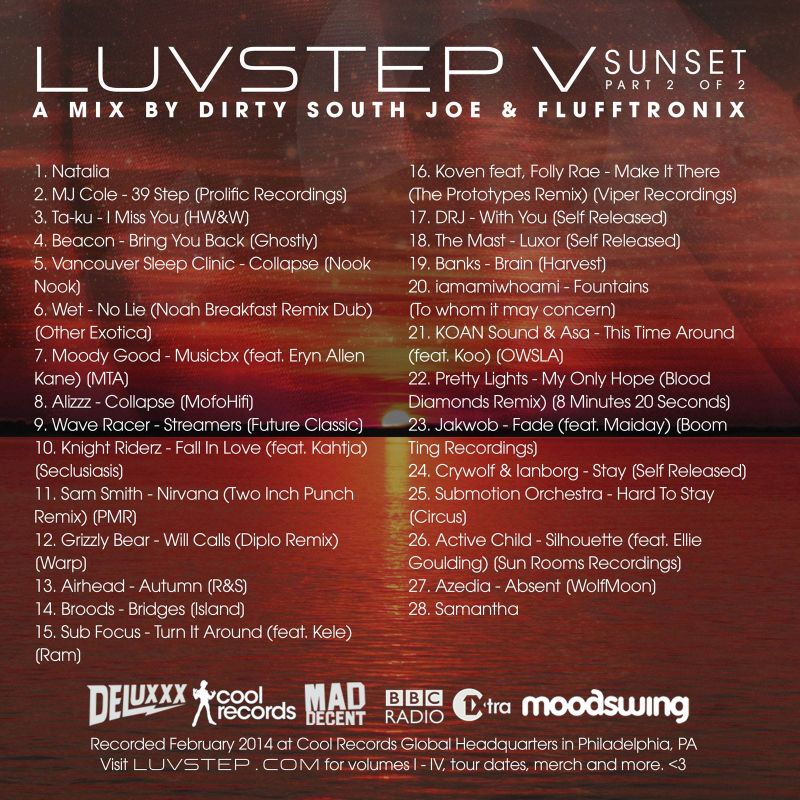 LUVSTEP V SUNSET
PART 2 OF 2
A MIX BY DIRTY SOUTH JOE & FLUFFTRONIX
1. Natalia
2. MJ Cole - 39 Step (Prolific Recordings)
3. Ta-ku - I Miss You (HW&W)
4. Beacon - Bring You Back (Ghostly)
5. Vancouver Sleep Clinic - Collapse (Nook
Nook)
6. Wet - No Lie (Noah Breakfast Remix Dub)
(Other Exotica)
7. Moody Good - Musicbx (feat. Eryn Allen
Kane) (MTA)
8. Alizzz - Collapse (MofoHifi)
9. Wave Racer - Streamers (Future Classic)
10. Knight Riderz - Fall In Love (feat. Kahtja)
(Seclusiasis)
11. Sam Smith - Nirvana (Two Inch Punch
Remix) (PMR)
12. Grizzly Bear - Will Calls (Diplo Remix)
(Warp)
13. Airhead - Autumn (R&S)
14. Broods - Bridges (Island)
15. Sub Focus - Turn It Around (feat. Kele)
(Ram)
16. Koven feat, Folly Rae - Make It There
(The Prototypes Remix) (Viper Recordings)
17. DRJ - With You (Self Released)
18. The Mast - Luxor (Self Released)
19. Banks - Brain (Harvest)
20. iamamiwhoami - Fountains
(To whom it may concern)
21. KOAN Sound & Asa - This Time Around
(feat. Koo) (OWSLA)
22. Pretty Lights - My Only Hope (Blood
Diamonds Remix) (8 Minutes 20 Seconds)
23. Jakwob - Fade (feat. Maiday) (Boom
Ting Recordings)
24. Crywolf & Ianborg - Stay (Self Released)
25. Submotion Orchestra - Hard To Stay
(Circus)
26. Active Child - Silhouette (feat. Ellie
Goulding) (Sun Rooms Recordings)
27. Azedia - Absent (WolfMoon)
28. Samantha
DELUXXX cool records MAD DECENT BBC RADIO 1Xtra moodswing
Recorded February 2014 at Cool Records Global Headquarters in Philadelphia, PA
Visit LUVSTEP.COM for volumes I - IV, tour dates, merch and more. <3